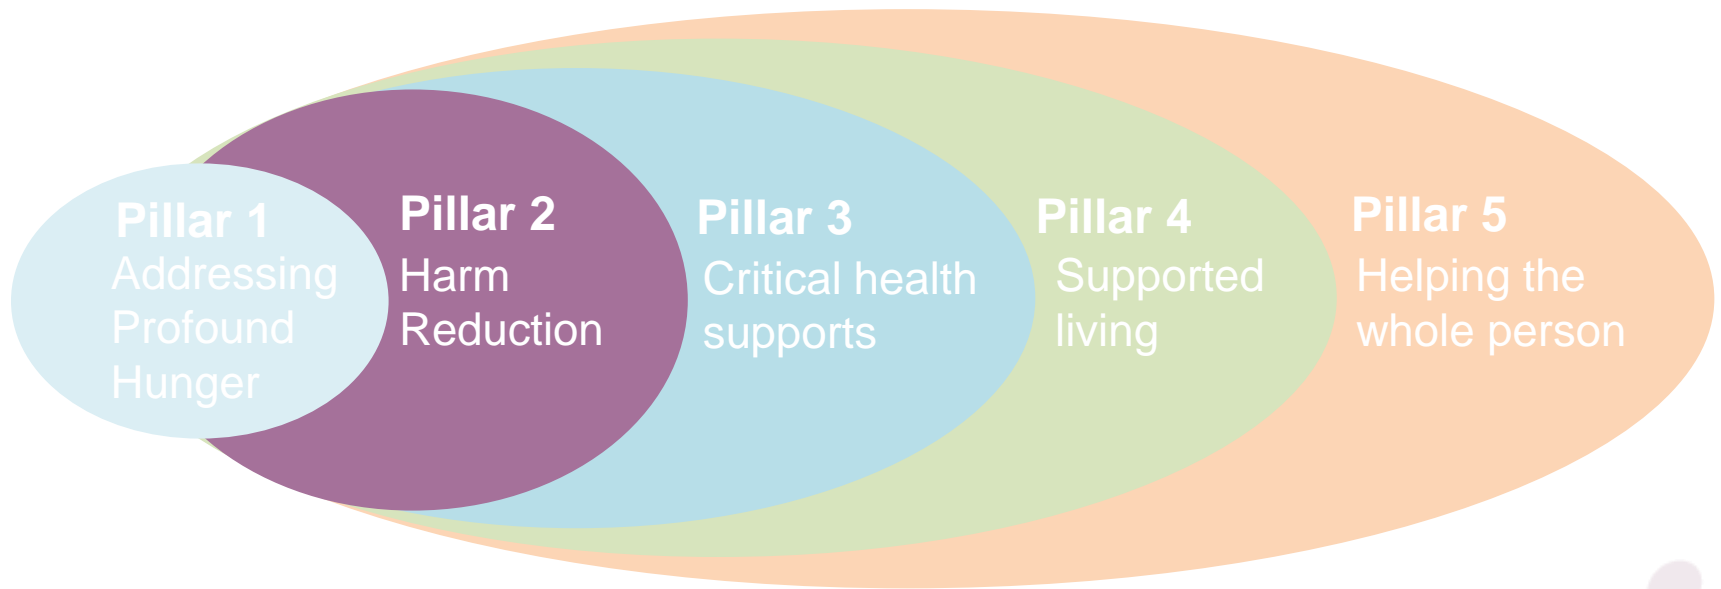 Pillar 1
Addressing
Profound
Hunger
Pillar 2
Harm
Reduction
Pillar 3
Critical health
supports
Pillar 4
Supported
living
Pillar 5
Helping the
whole person